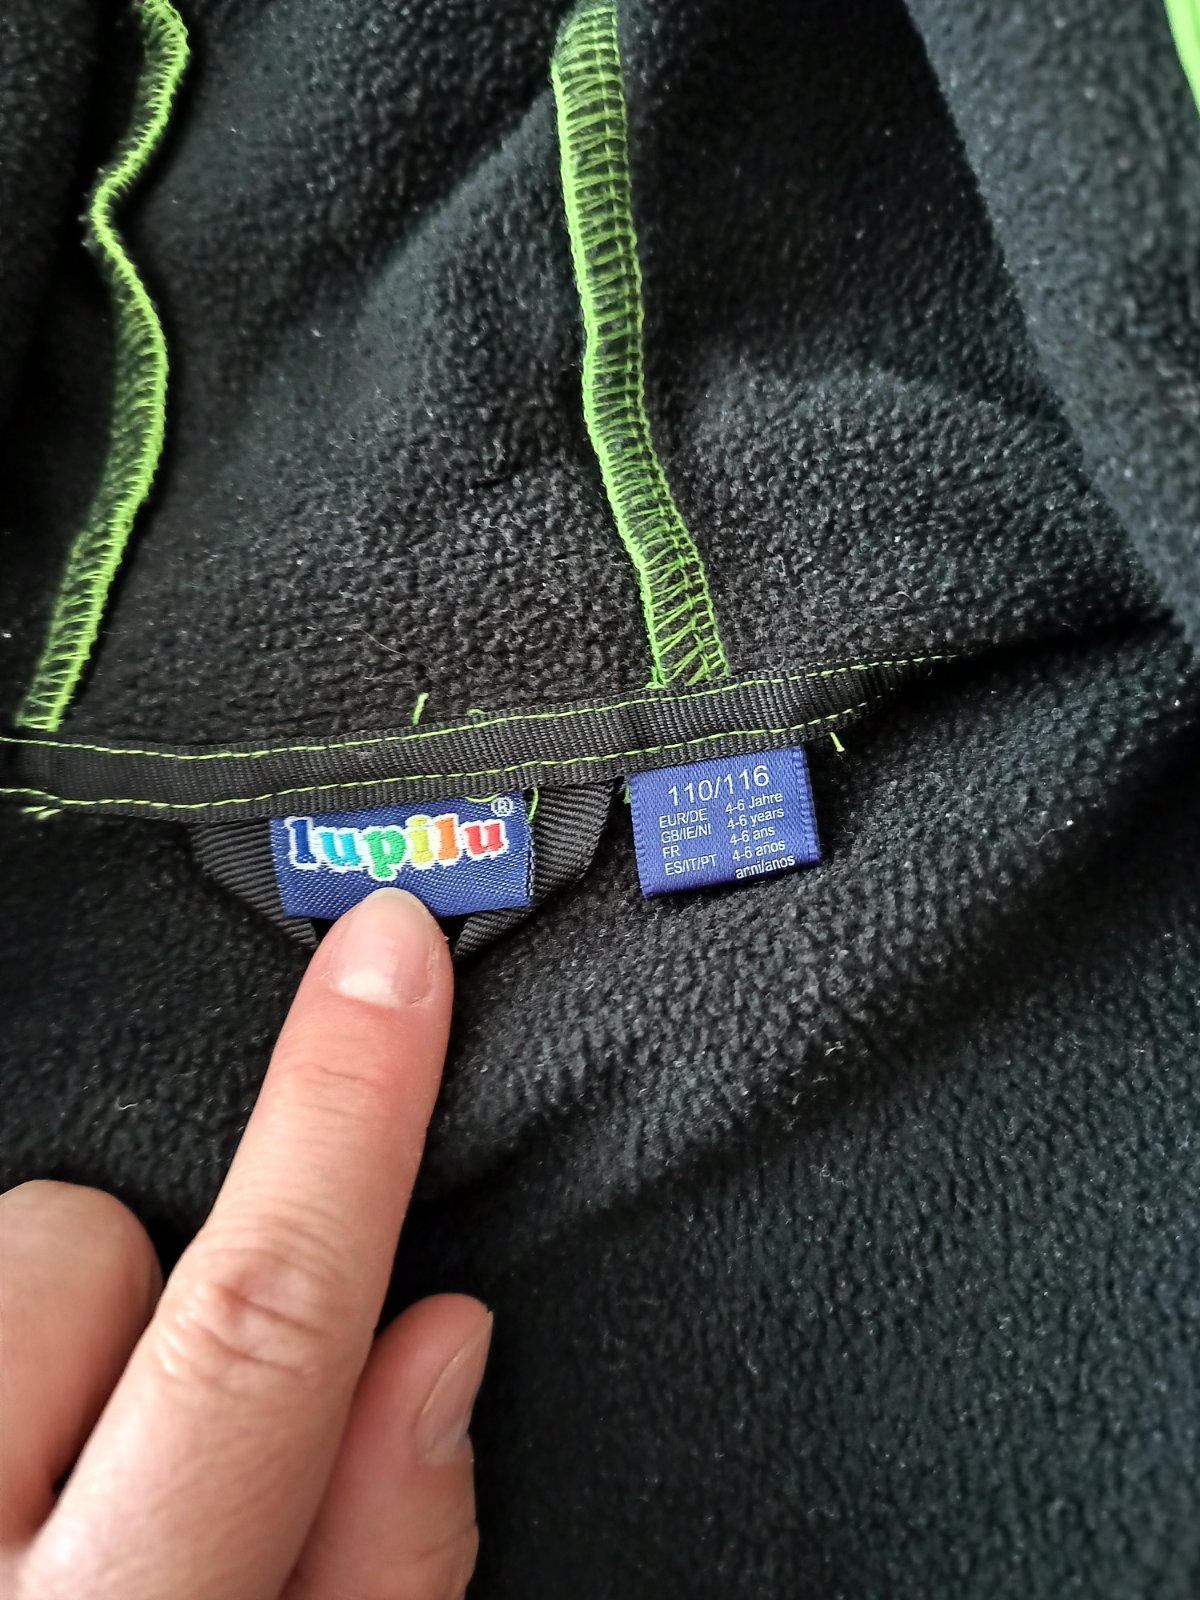 lupilu®
110/116
EUR/DE 4-6 Jahre
GB/IE/NI 4-6 years
FR 4-6 ans
ES/IT/PT 4-6 años
anni/anos